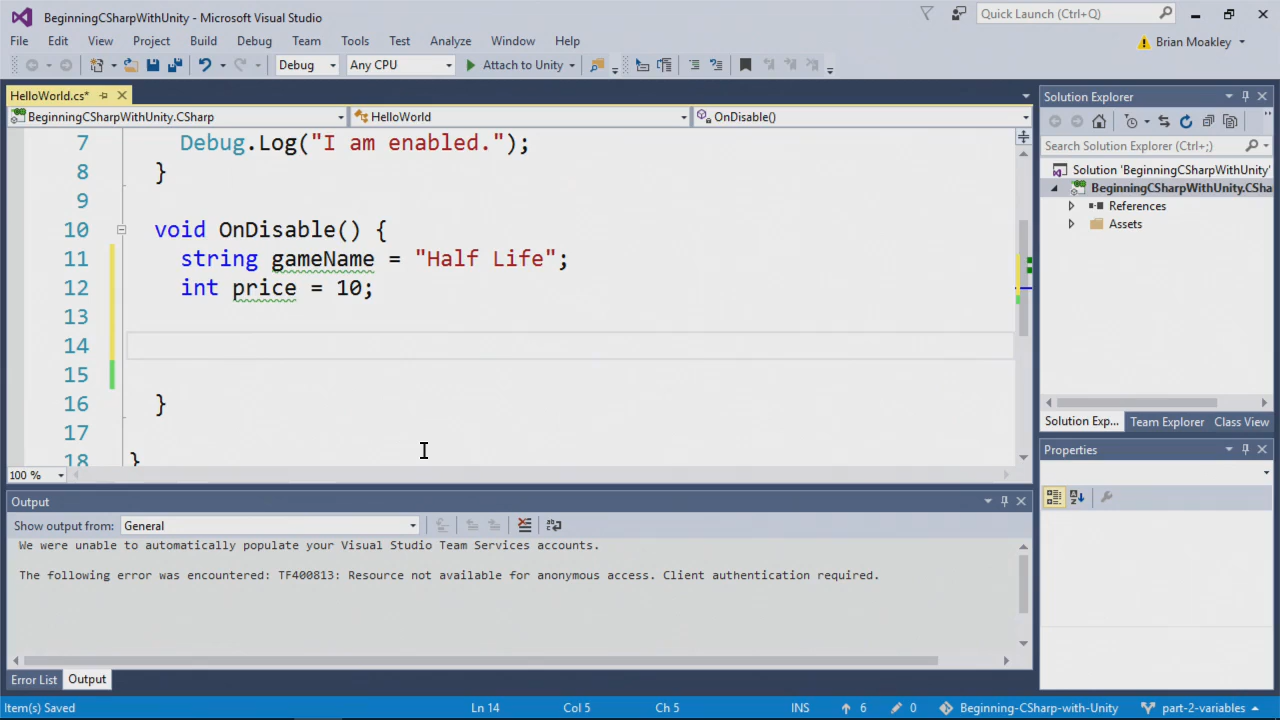 BeginningCSharpWithUnity - Microsoft Visual Studio
Quick Launch (Ctrl+Q)
File Edit View Project Build Debug Team Tools Test Analyze Window Help
Brian Moakley
Debug Any CPU Attach to Unity
HelloWorld.cs*
BeginningCSharpWithUnity.CSharp HelloWorld OnDisable()
7 Debug.Log("I am enabled.");
8 }
9
10 void OnDisable() {
11 string gameName = "Half Life";
12 int price = 10;
13
14
15
16 }
17
18 }
100 %
Output
Show output from: General
We were unable to automatically populate your Visual Studio Team Services accounts.
The following error was encountered: TF400813: Resource not available for anonymous access. Client authentication required.
Error List Output
Solution Explorer
Search Solution Explorer (Ctrl+;)
Solution 'BeginningCSharpWithUnity'
BeginningCSharpWithUnity.CSha
References
Assets
Solution Exp... Team Explorer Class View
Properties
Item(s) Saved Ln 14 Col 5 Ch 5 INS 6 0 Beginning-CSharp-with-Unity part-2-variables